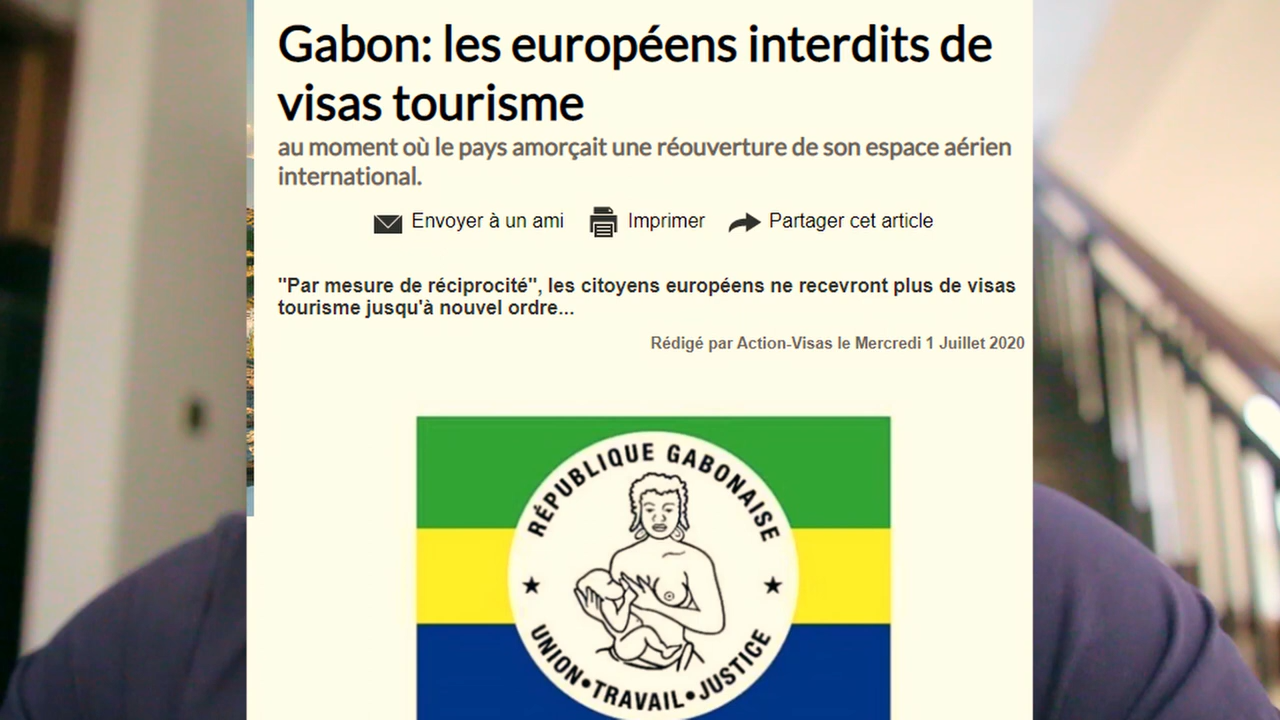 Gabon: les européens interdits de
visas tourisme
au moment où le pays amorçait une réouverture de son espace aérien
international.
Envoyer à un ami Imprimer Partager cet article
"Par mesure de réciprocité", les citoyens européens ne recevront plus de visas
tourisme jusqu'à nouvel ordre...
Rédigé par Action-Visas le Mercredi 1 Juillet 2020
RÉPUBLIQUE GABONAISE
UNION•TRAVAIL•JUSTICE